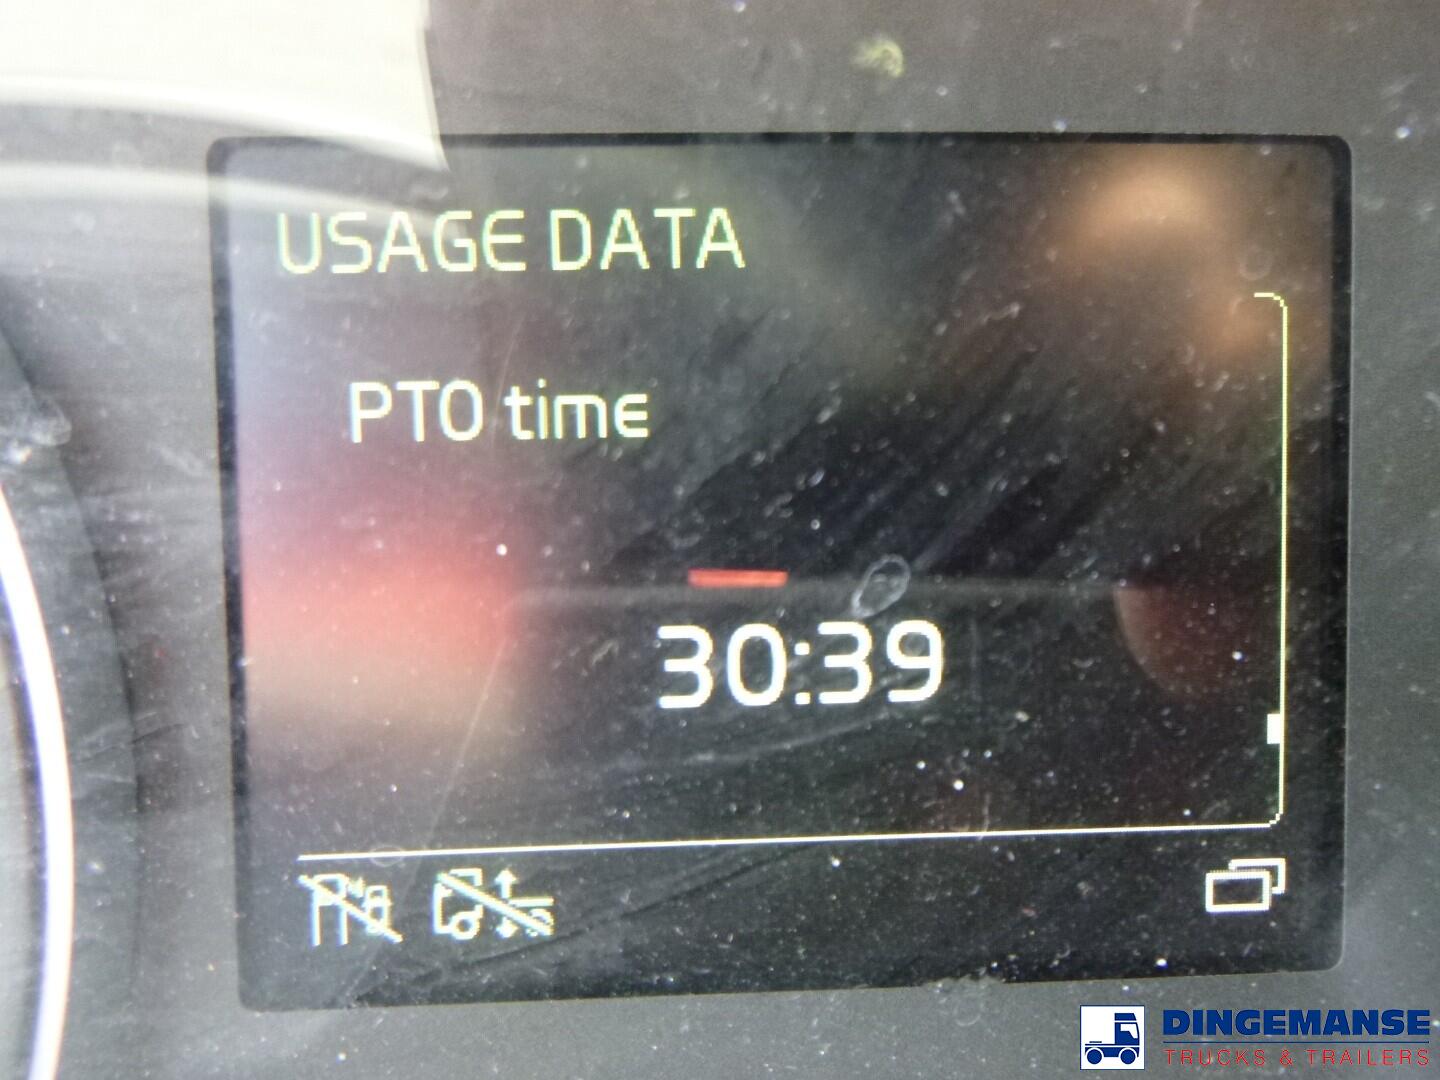 USAGE DATA
PTO time
30:39
DINGEMANSE
TRUCKS & TRAILERS